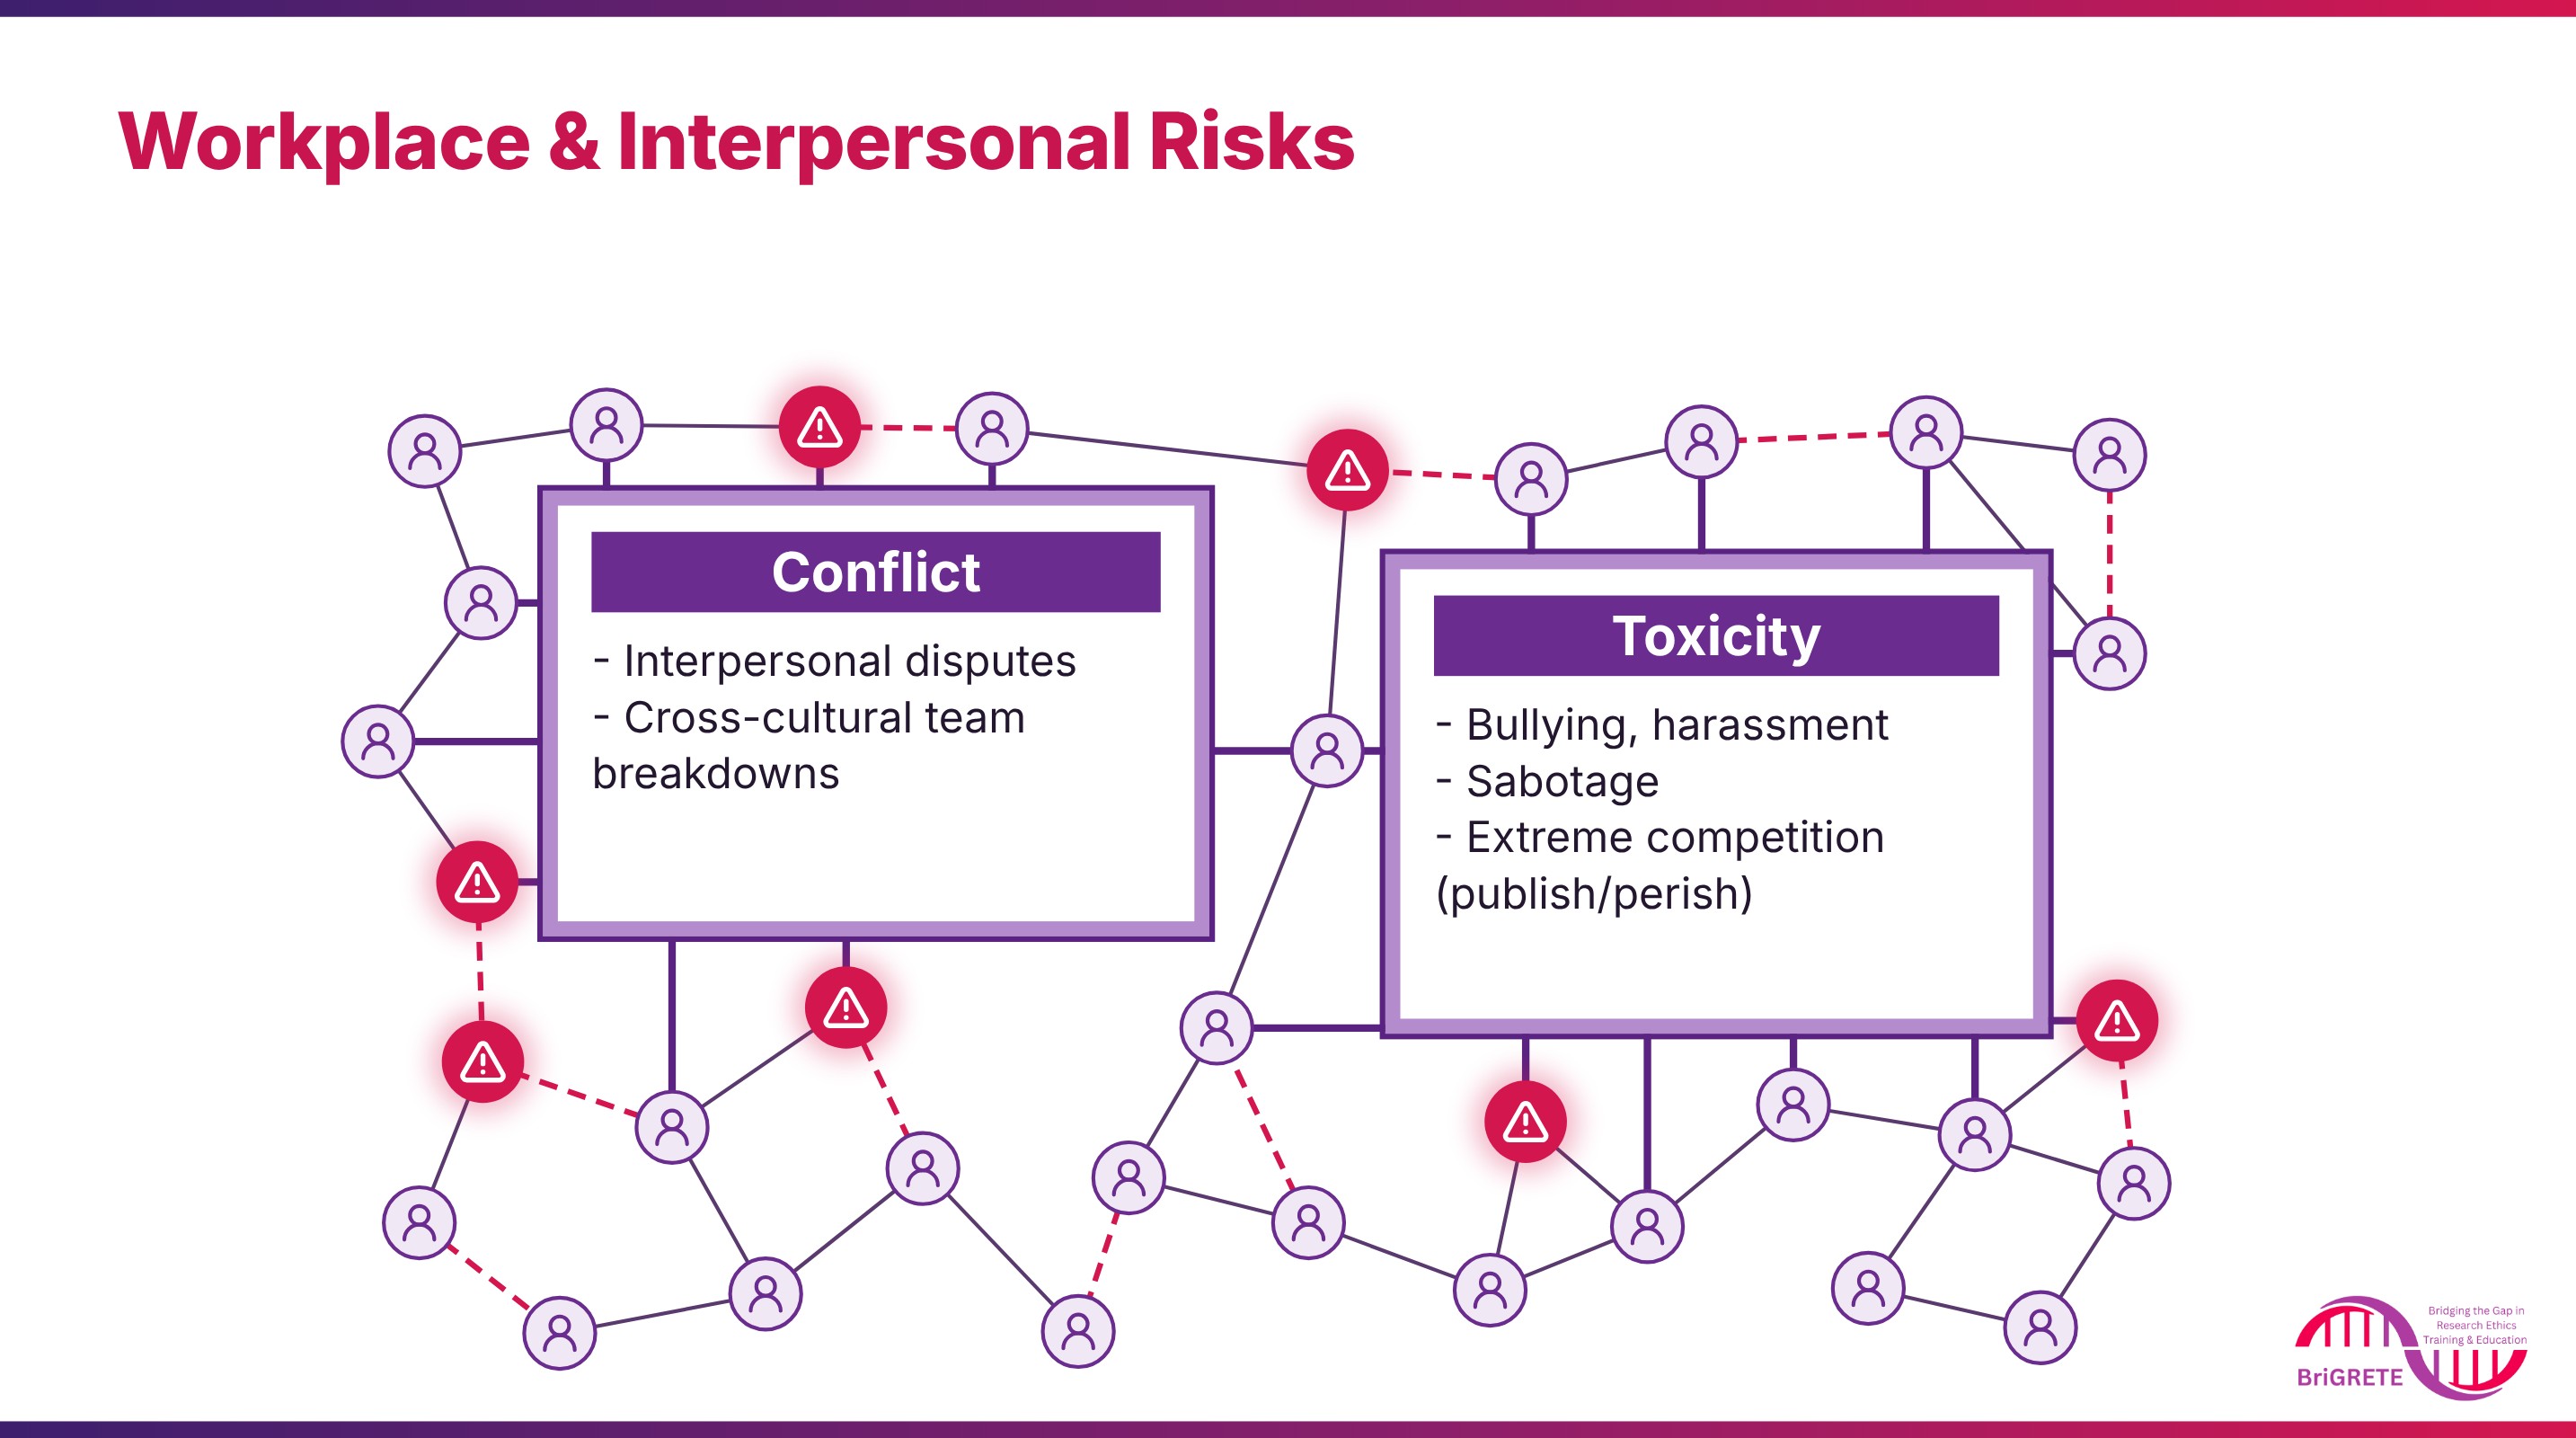 Workplace & Interpersonal Risks
Conflict
- Interpersonal disputes
- Cross-cultural team
breakdowns
Toxicity
- Bullying, harassment
- Sabotage
- Extreme competition
(publish/perish)
Bridging the Gap in
Research Ethics
Training & Education
BriGRETE